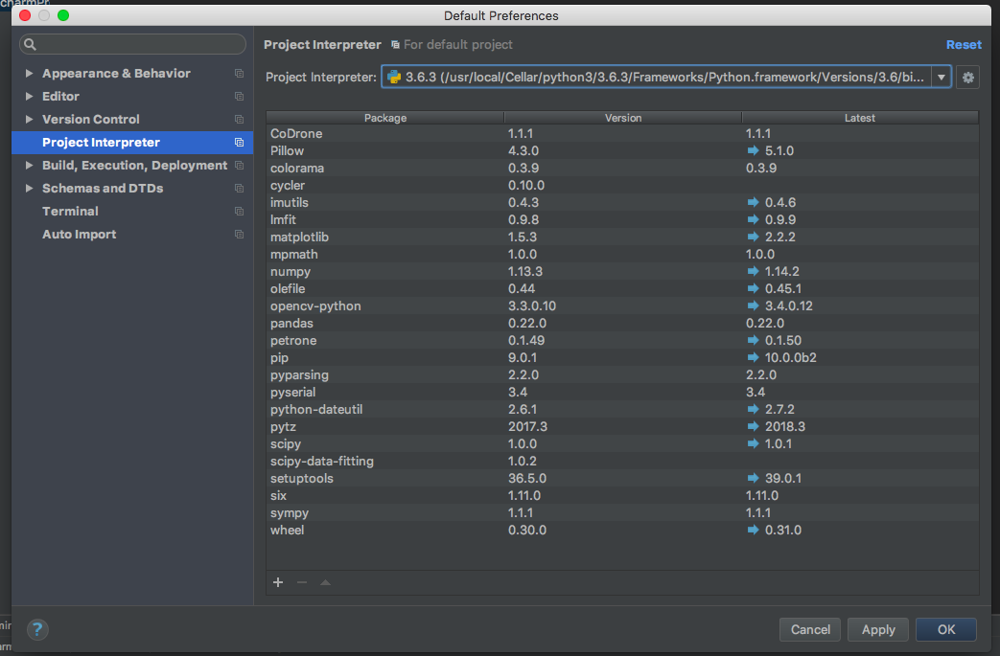 charmPr
Default Preferences
Appearance & Behavior
Editor
Version Control
Project Interpreter
Build, Execution, Deployment
Schemas and DTDs
Terminal
Auto Import
Project Interpreter For default project
Reset
Project Interpreter: 3.6.3 (/usr/local/Cellar/python3/3.6.3/Frameworks/Python.framework/Versions/3.6/bi...
Package Version Latest
CoDrone 1.1.1 1.1.1
Pillow 4.3.0 5.1.0
colorama 0.3.9 0.3.9
cycler 0.10.0
imutils 0.4.3 0.4.6
lmfit 0.9.8 0.9.9
matplotlib 1.5.3 2.2.2
mpmath 1.0.0 1.0.0
numpy 1.13.3 1.14.2
olefile 0.44 0.45.1
opencv-python 3.3.0.10 3.4.0.12
pandas 0.22.0 0.22.0
petrone 0.1.49 0.1.50
pip 9.0.1 10.0.0b2
pyparsing 2.2.0 2.2.0
pyserial 3.4 3.4
python-dateutil 2.6.1 2.7.2
pytz 2017.3 2018.3
scipy 1.0.0 1.0.1
scipy-data-fitting 1.0.2
setuptools 36.5.0 39.0.1
six 1.11.0 1.11.0
sympy 1.1.1 1.1.1
wheel 0.30.0 0.31.0
?
Cancel Apply OK